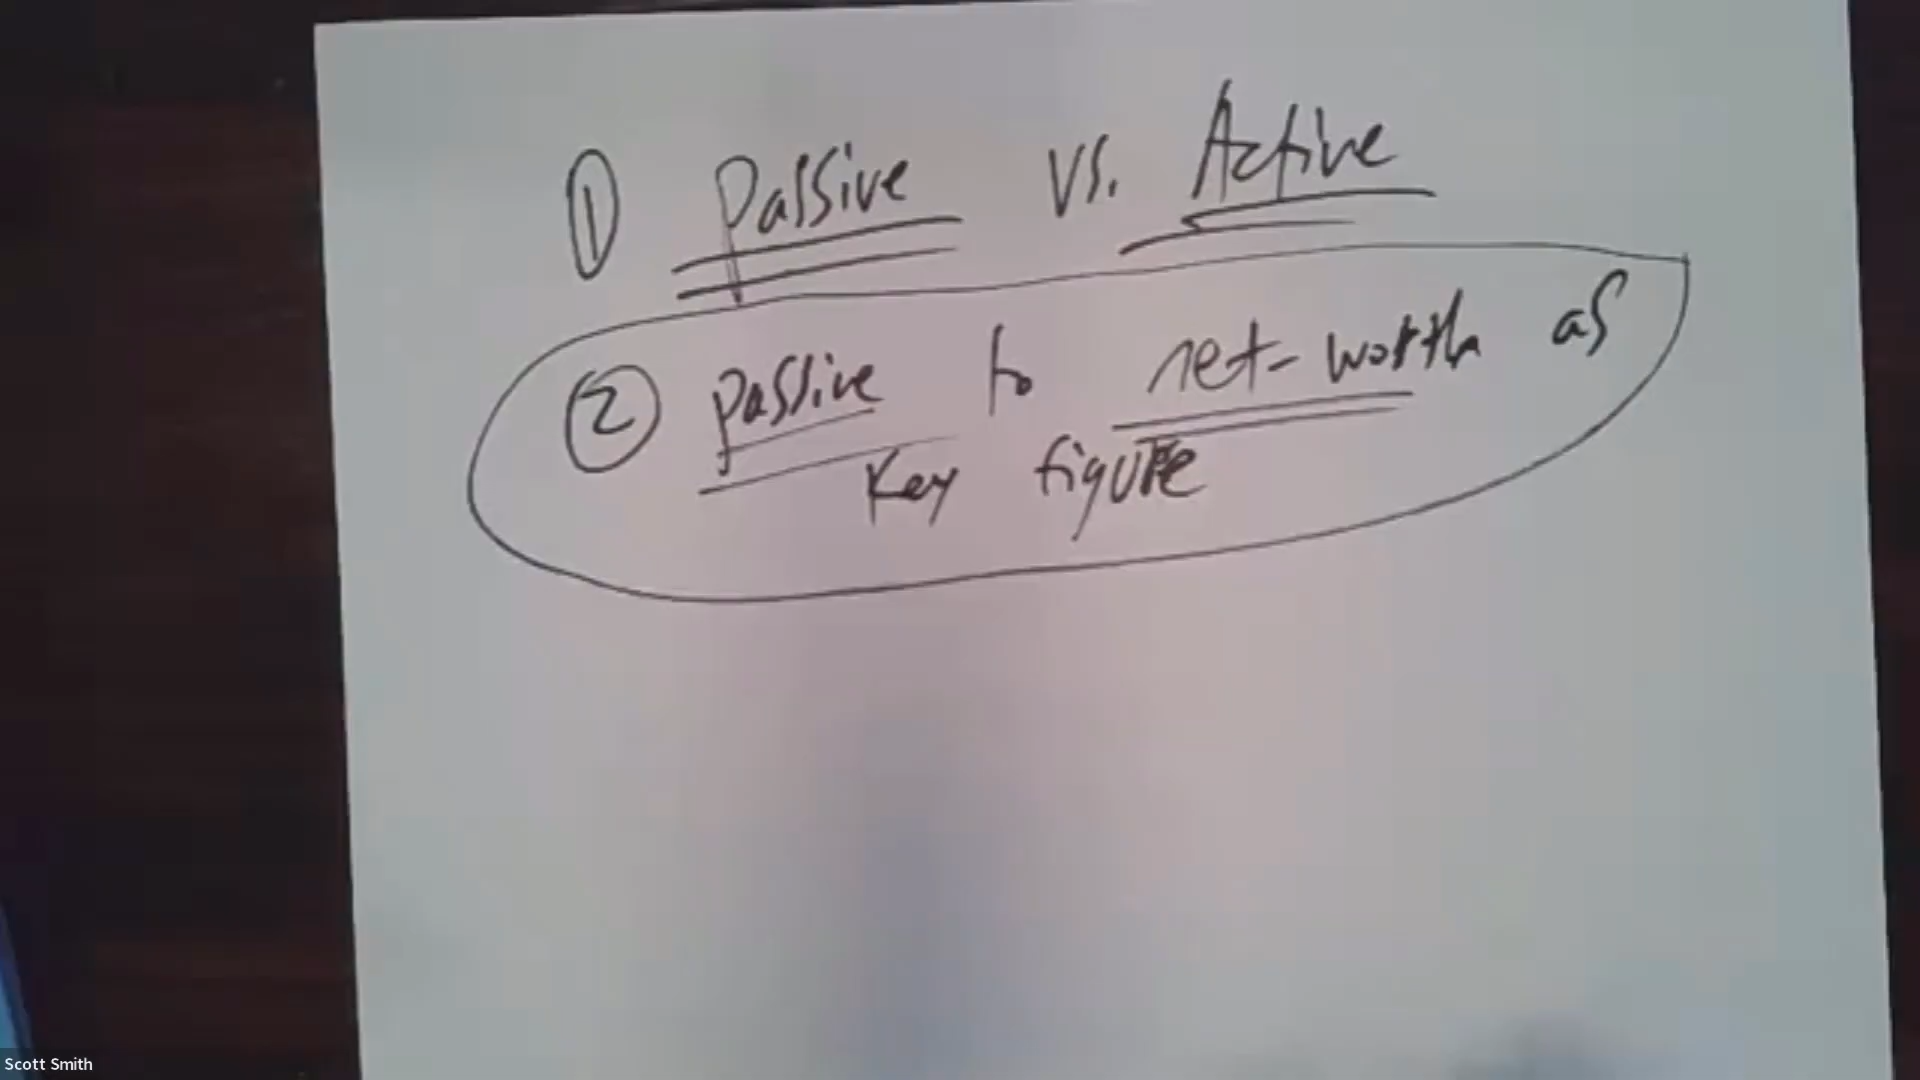 ① Passive vs. Active
② passive to net-worth as
key figure
Scott Smith